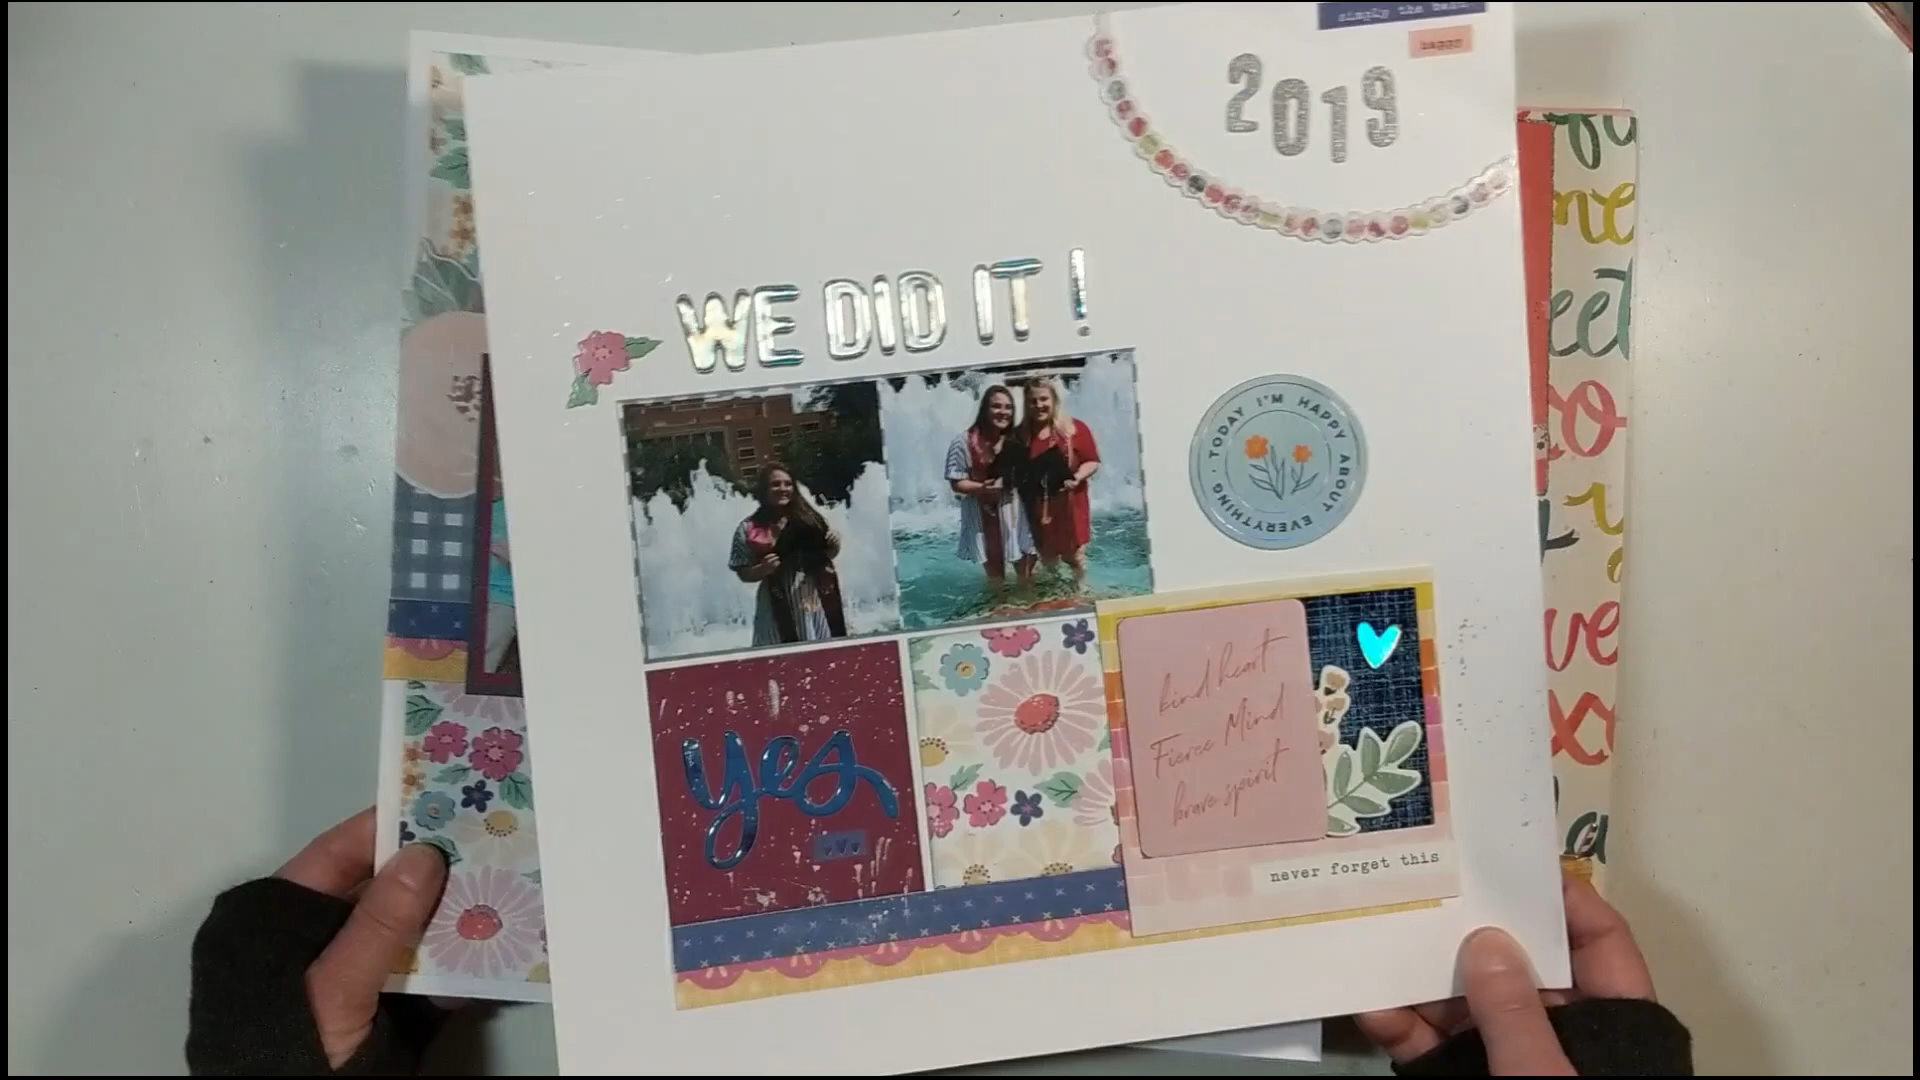 simply the best
happy
2019
WE DID IT!
TODAY I'M HAPPY ABOUT EVERYTHING
yes
kind heart
Fierce Mind
brave spirit
never forget this